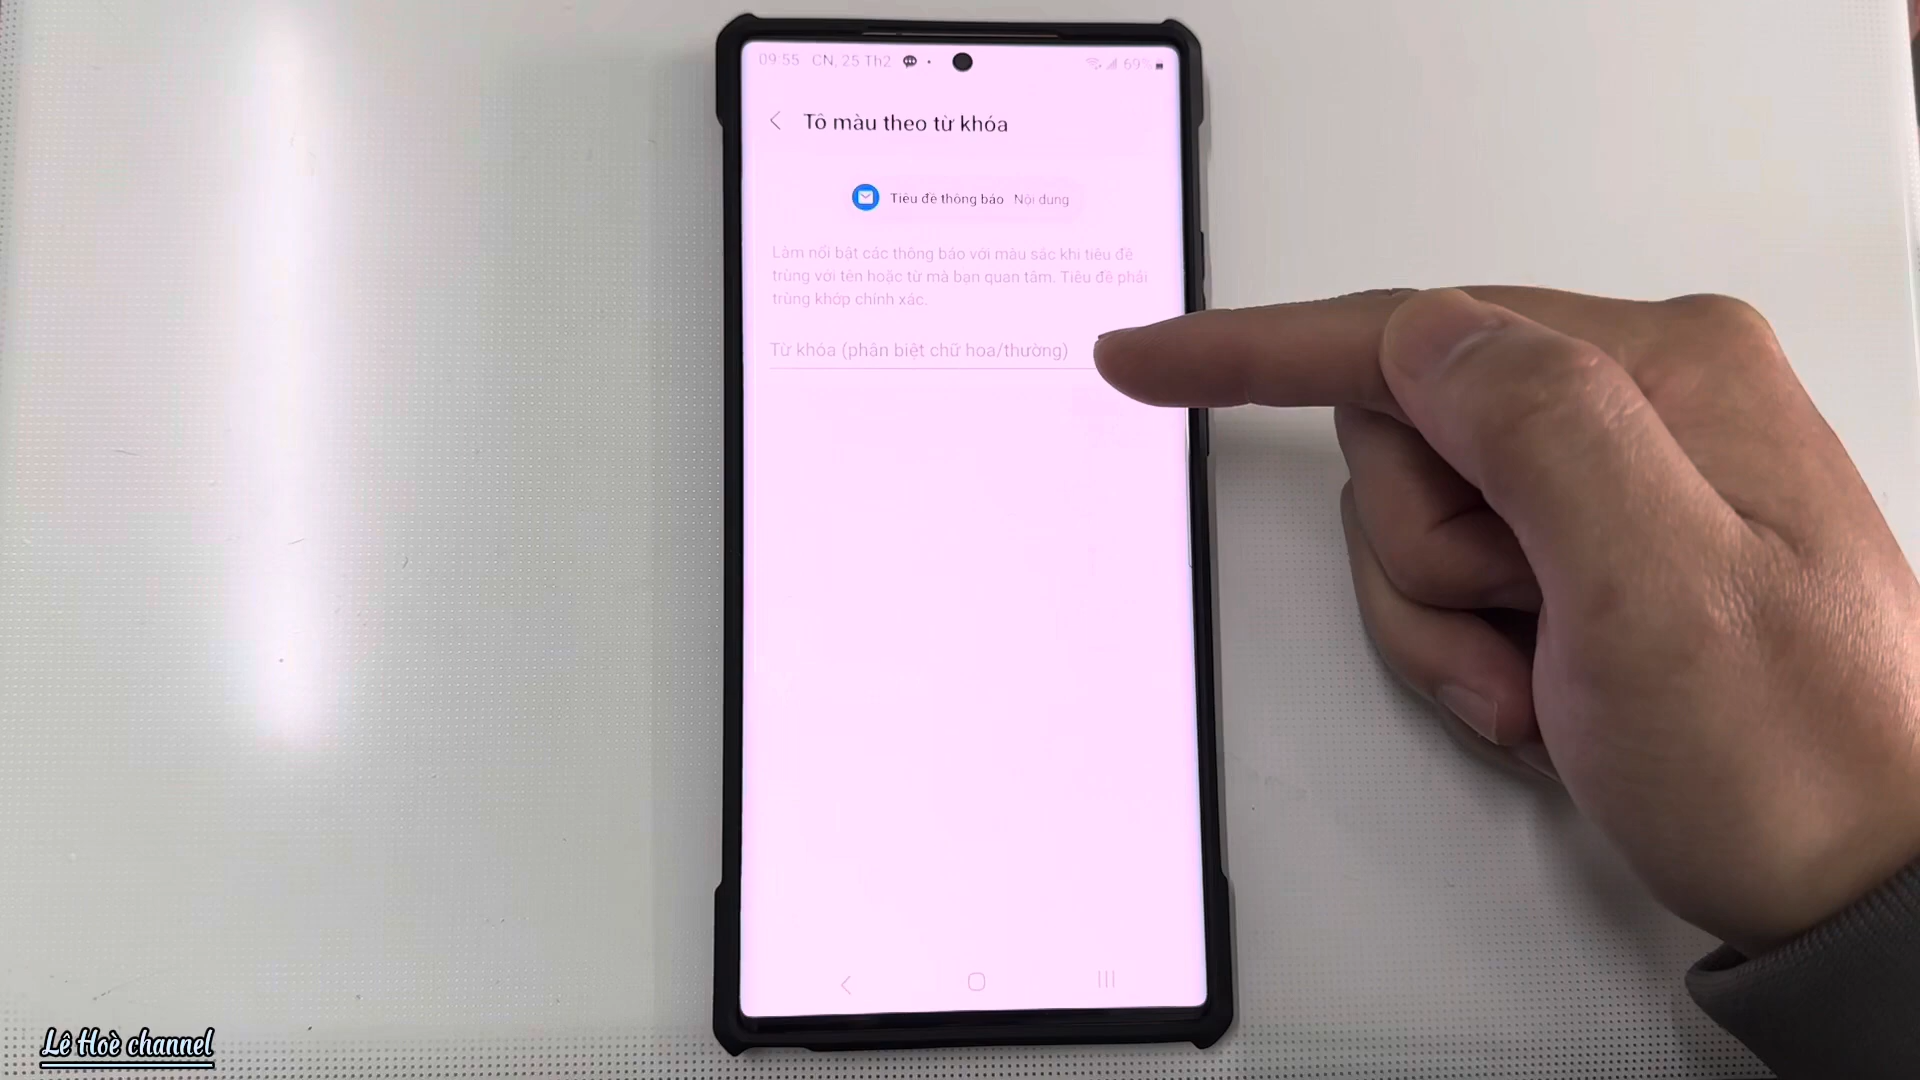 09:55 CN, 25 Th2
69%
Tô màu theo từ khóa
Tiêu đề thông báo Nội dung
Làm nổi bật các thông báo với màu sắc khi tiêu đề
trùng với tên hoặc từ mà bạn quan tâm. Tiêu đề phải
trùng khớp chính xác.
Từ khóa (phân biệt chữ hoa/thường)
Lê Hoè channel